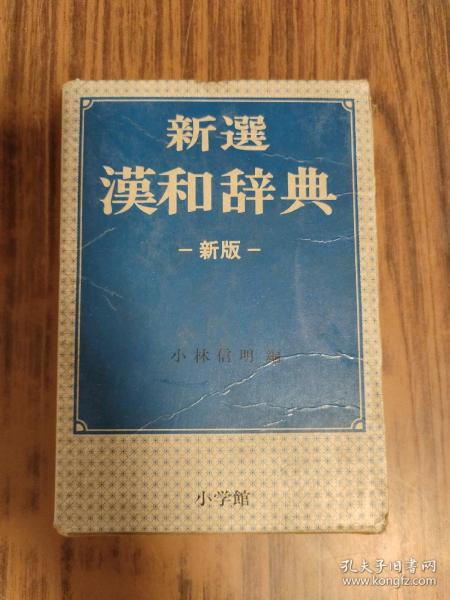 新選
漢和辞典
－新版－
小林信明編
小学館
孔夫子旧书网
www.kongfz.com